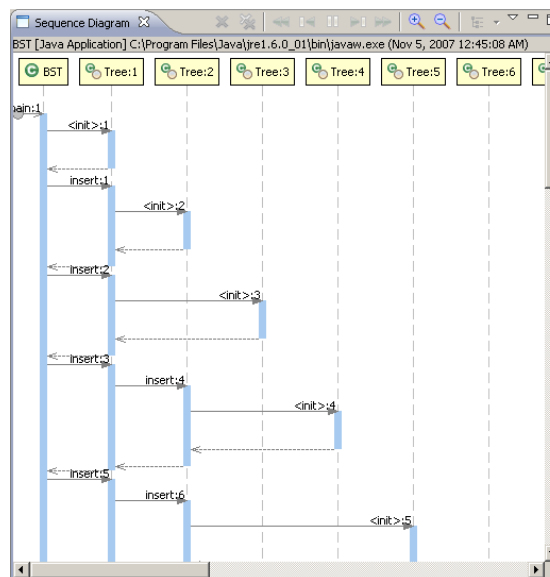 Sequence Diagram
BST [Java Application] C:\Program Files\Java\jre1.6.0_01\bin\javaw.exe (Nov 5, 2007 12:45:08 AM)
BST Tree:1 Tree:2 Tree:3 Tree:4 Tree:5 Tree:6
ain:1
<init>:1
insert:1
<init>:2
insert:2
<init>:3
insert:3
insert:4
<init>:4
insert:5
insert:6
<init>:5